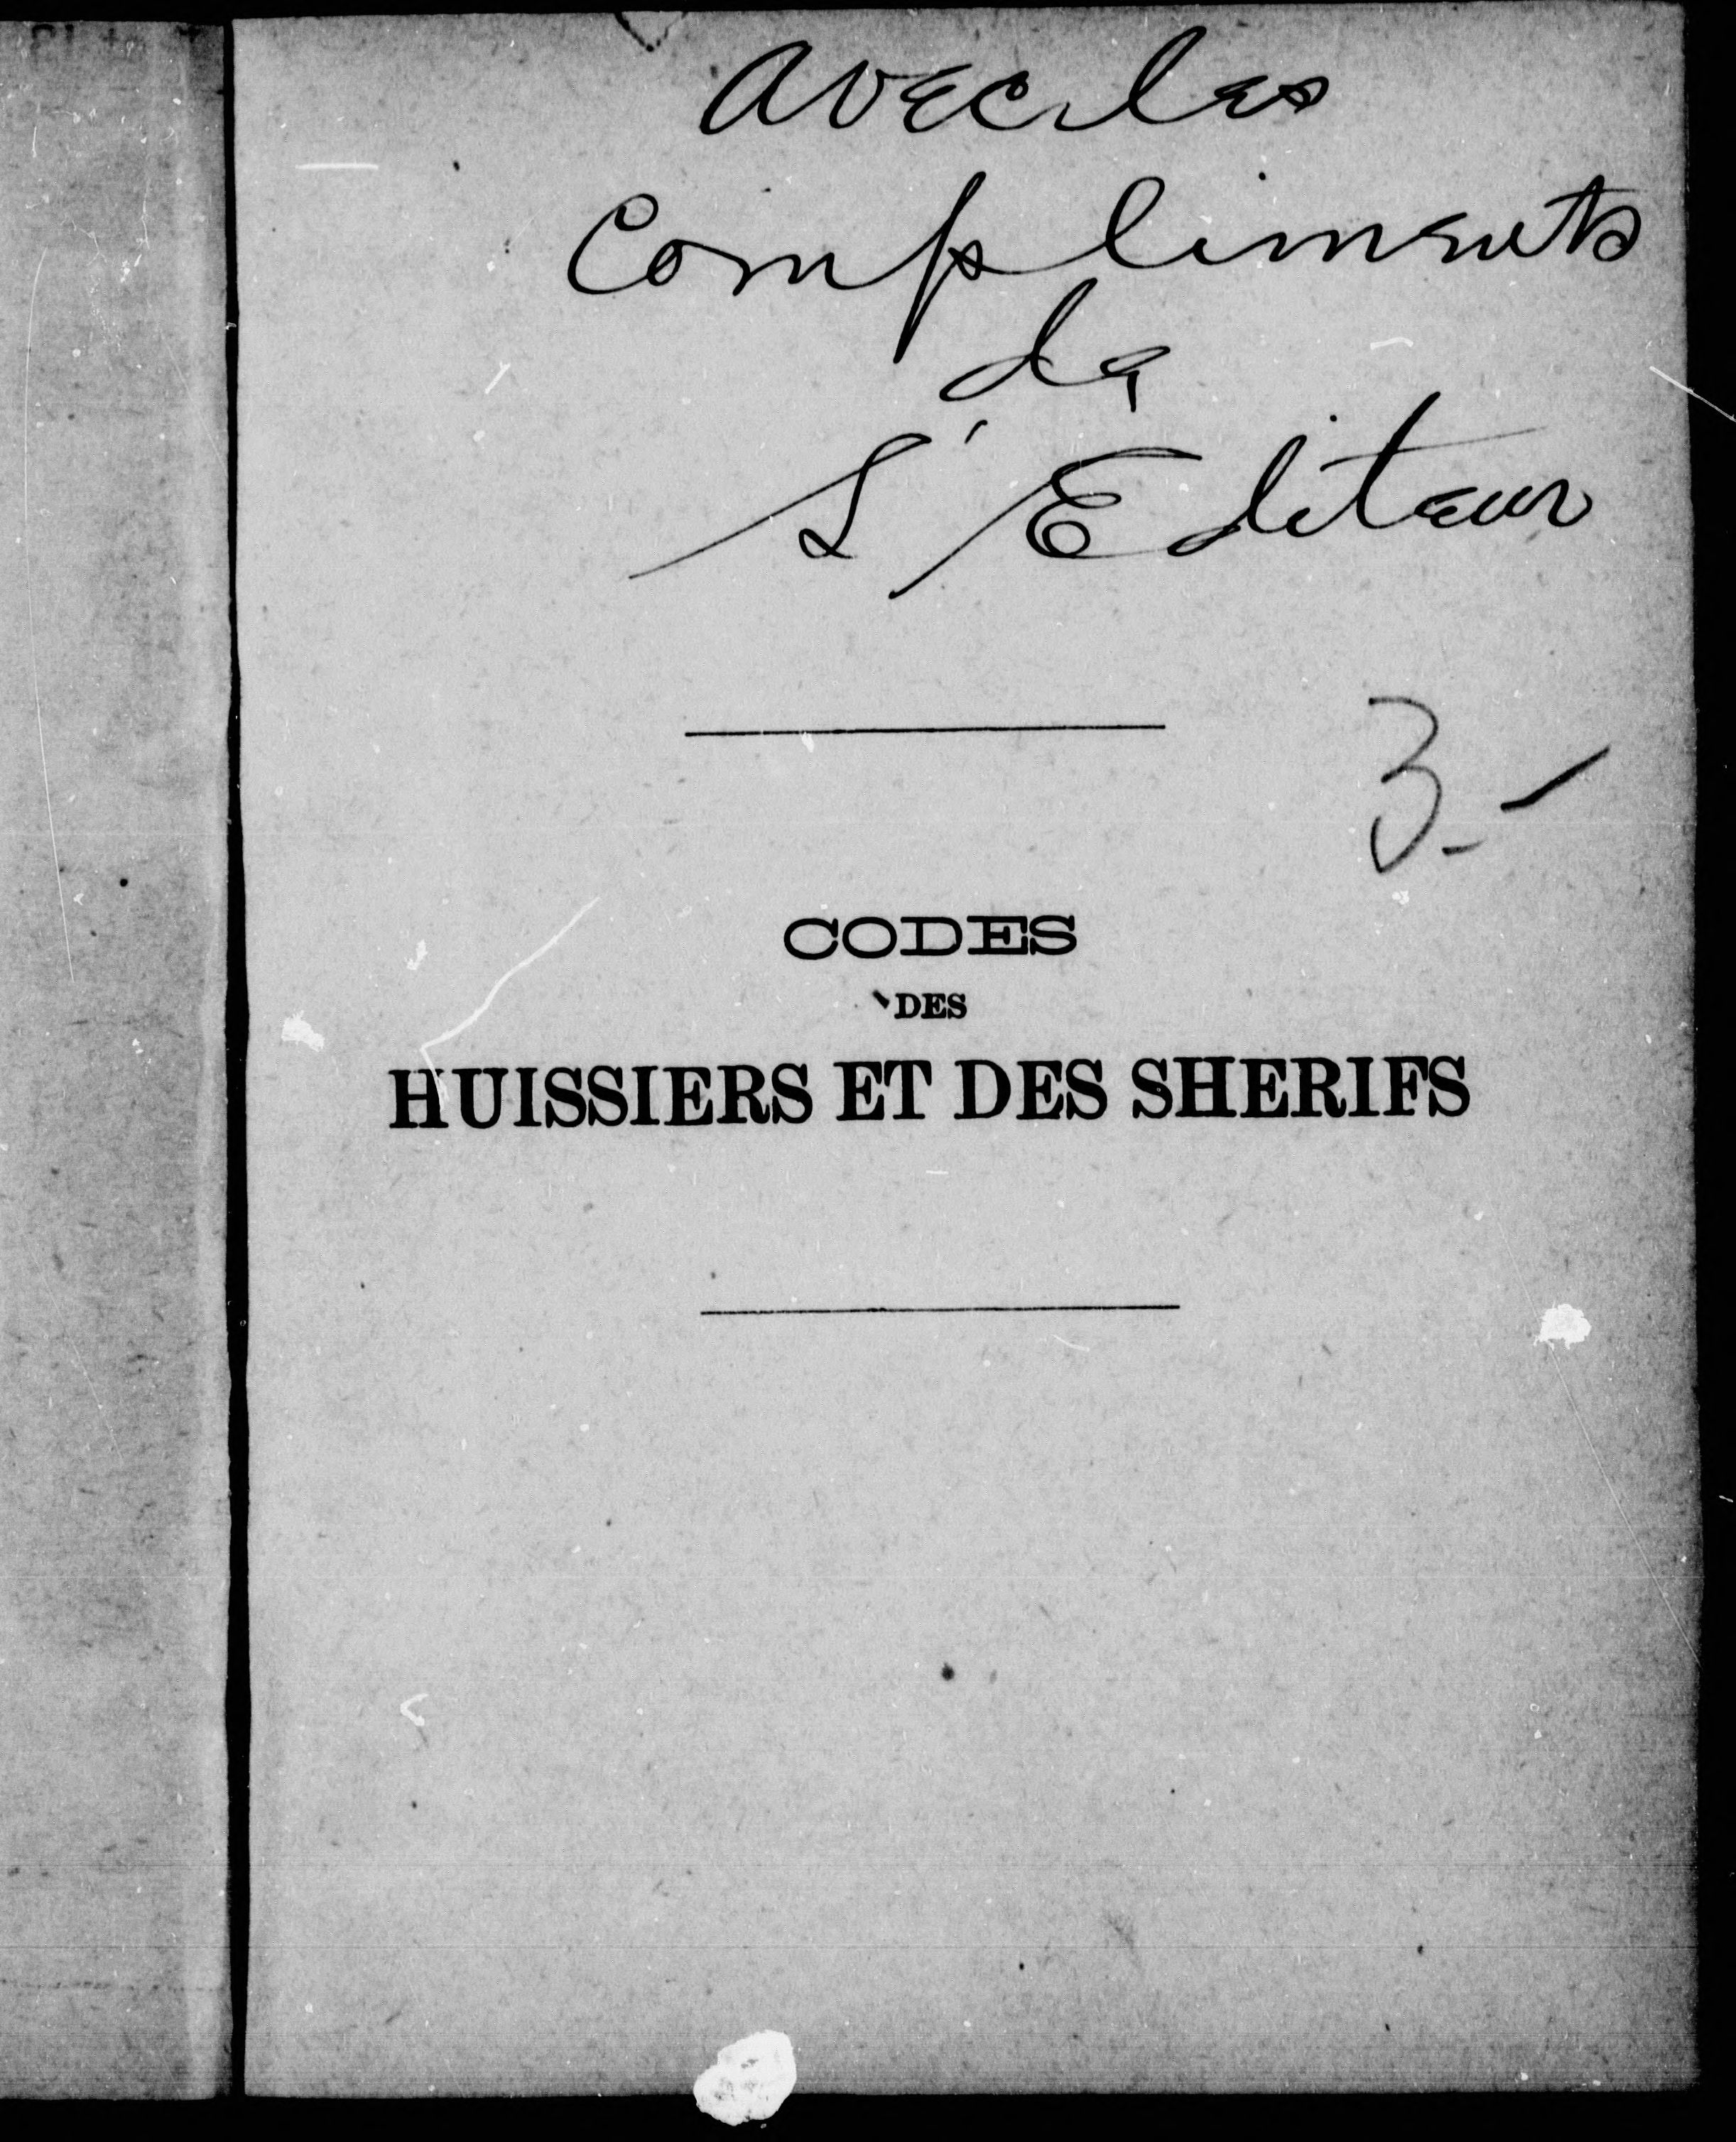 avec les
Compliments
de
L'Editeur
3.-
CODES
DES
HUISSIERS ET DES SHERIFS